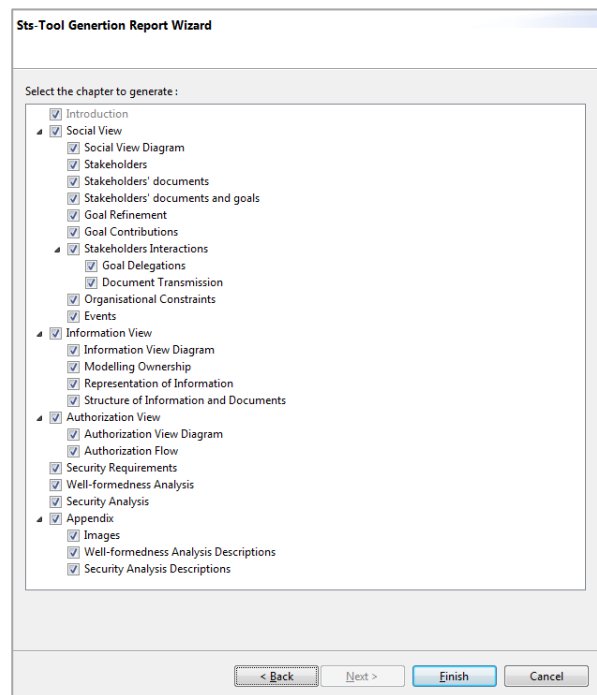 Sts-Tool Genertion Report Wizard
Select the chapter to generate :
Introduction
Social View
Social View Diagram
Stakeholders
Stakeholders' documents
Stakeholders' documents and goals
Goal Refinement
Goal Contributions
Stakeholders Interactions
Goal Delegations
Document Transmission
Organisational Constraints
Events
Information View
Information View Diagram
Modelling Ownership
Representation of Information
Structure of Information and Documents
Authorization View
Authorization View Diagram
Authorization Flow
Security Requirements
Well-formedness Analysis
Security Analysis
Appendix
Images
Well-formedness Analysis Descriptions
Security Analysis Descriptions
< Back Next > Finish Cancel